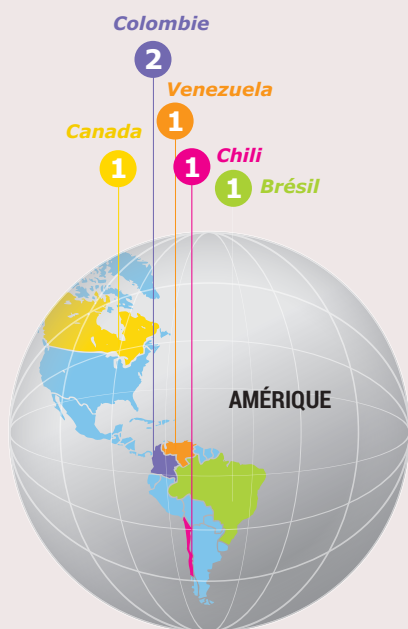 Colombie
2
Venezuela
1
Canada
1
1 Chili
1 Brésil
AMÉRIQUE